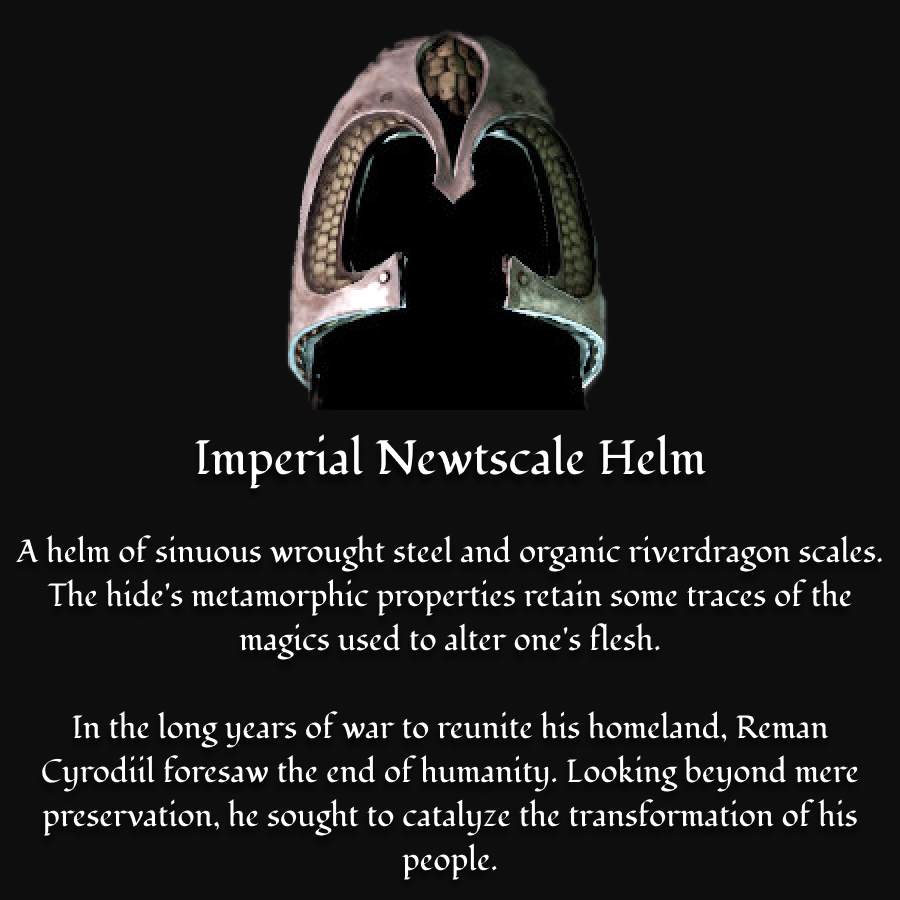 Imperial Newtscale Helm
A helm of sinuous wrought steel and organic riverdragon scales.
The hide's metamorphic properties retain some traces of the
magics used to alter one's flesh.
In the long years of war to reunite his homeland, Reman
Cyrodiil foresaw the end of humanity. Looking beyond mere
preservation, he sought to catalyze the transformation of his
people.